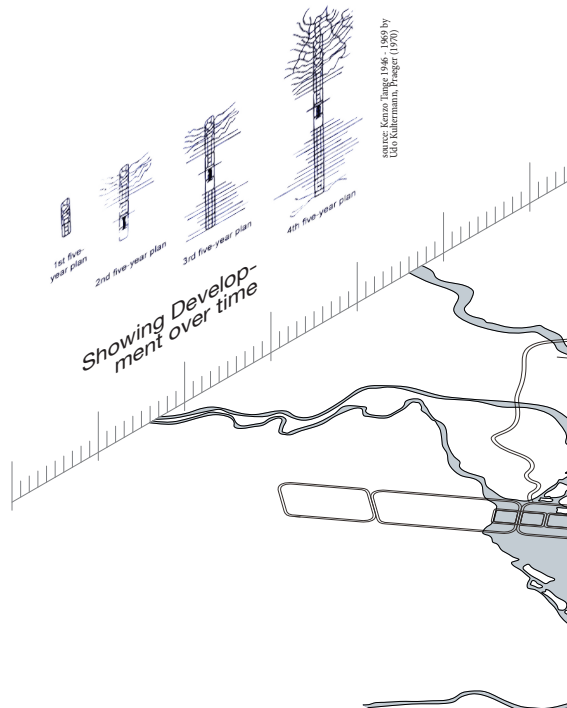 source: Kenzo Tange 1946 - 1969 by
Udo Kultermann, Praeger (1970)
1st five-
year plan
2nd five-year plan
3rd five-year plan
4th five-year plan
Showing Develop-
ment over time